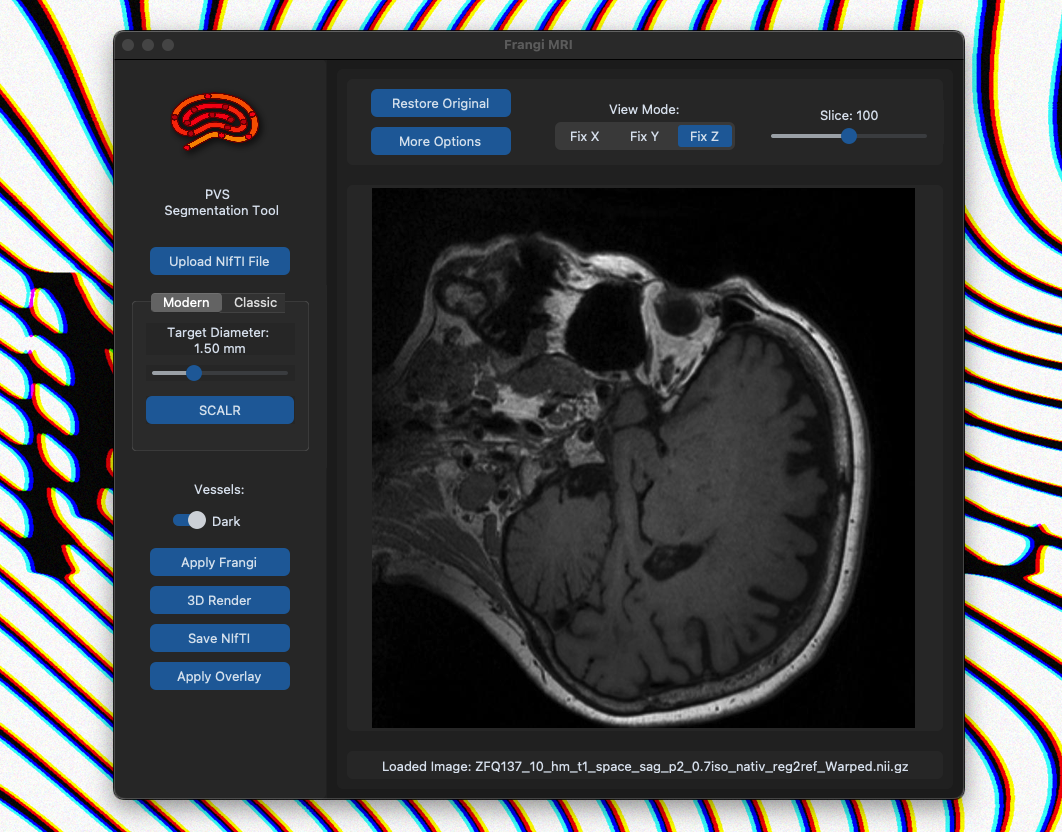 Frangi MRI
PVS
Segmentation Tool
Upload NIfTI File
Modern Classic
Target Diameter:
1.50 mm
SCALR
Vessels:
Dark
Apply Frangi
3D Render
Save NIfTI
Apply Overlay
Restore Original
More Options
View Mode:
Fix X Fix Y Fix Z
Slice: 100
Loaded Image: ZFQ137_10_hm_t1_space_sag_p2_0.7iso_nativ_reg2ref_Warped.nii.gz